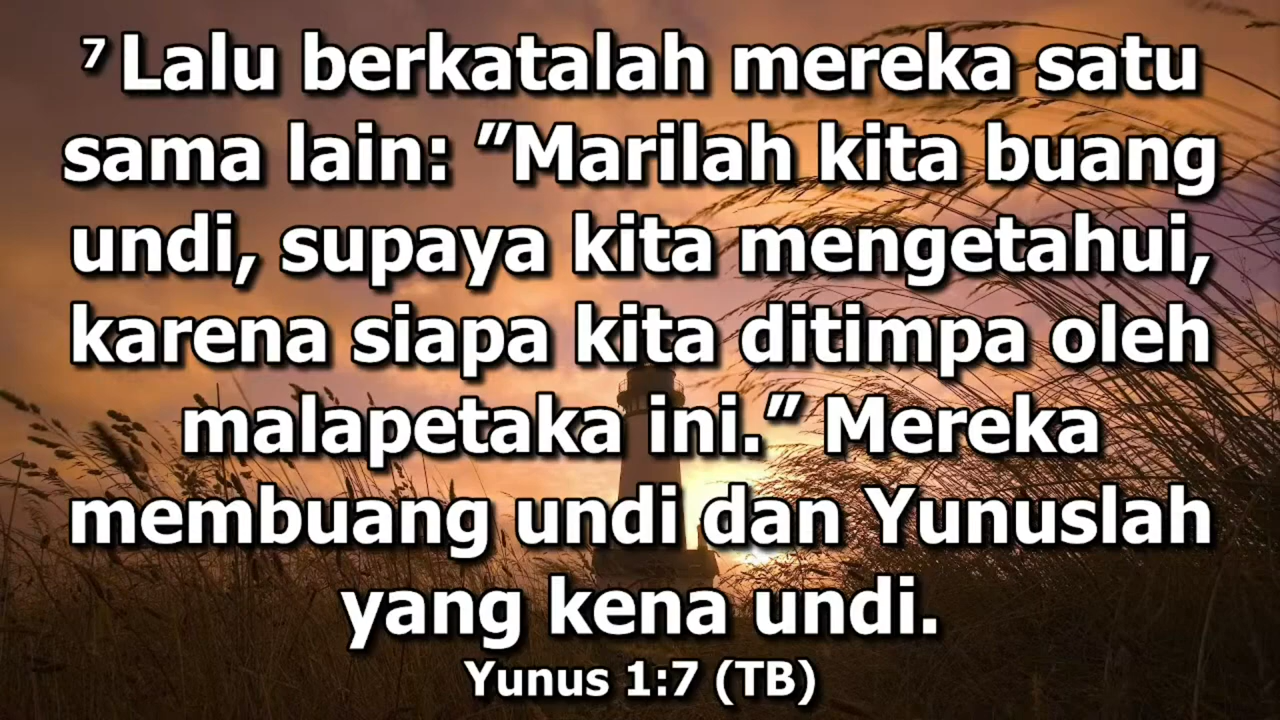 7 Lalu berkatalah mereka satu
sama lain: "Marilah kita buang
undi, supaya kita mengetahui,
karena siapa kita ditimpa oleh
malapetaka ini." Mereka
membuang undi dan Yunuslah
yang kena undi.
Yunus 1:7 (TB)